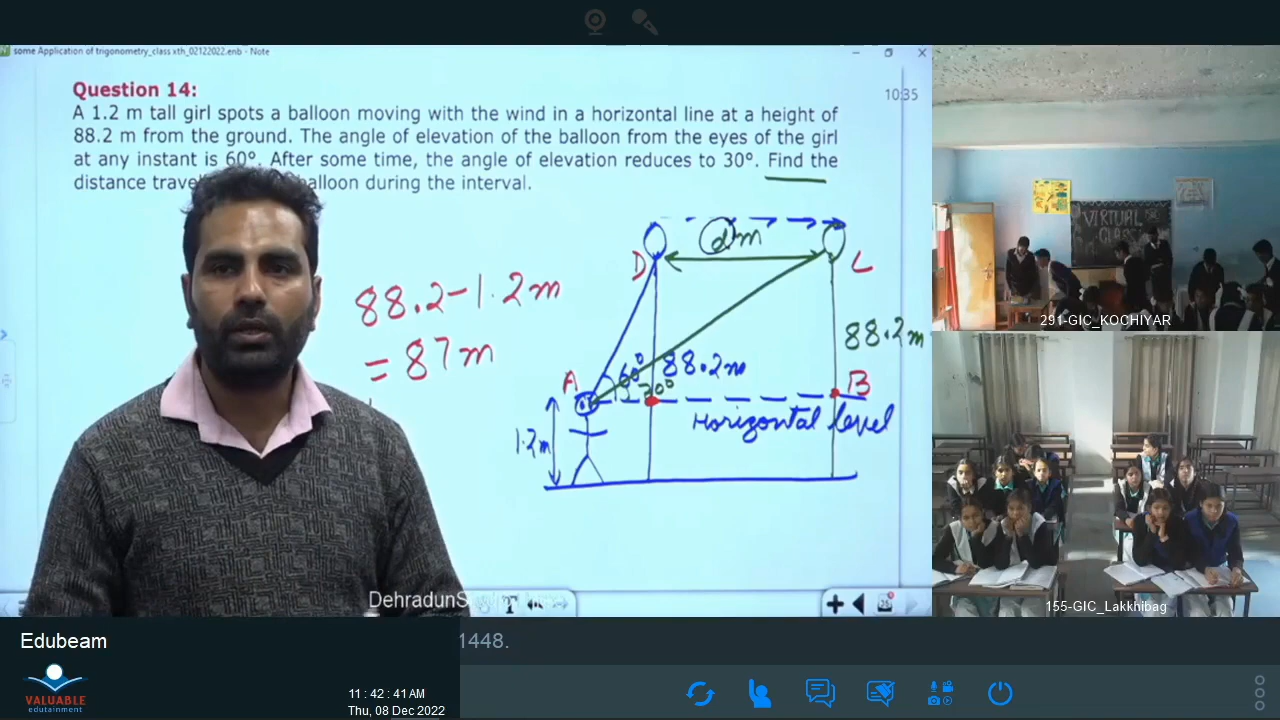 some Application of trigonometry_class xth_02122022.enb - Note
Question 14:
10:35
A 1.2 m tall girl spots a balloon moving with the wind in a horizontal line at a height of
88.2 m from the ground. The angle of elevation of the balloon from the eyes of the girl
at any instant is 60°. After some time, the angle of elevation reduces to 30°. Find the
distance balloon during the interval.
d m
D
C
88.2-1.2m
= 87m
88.2m
60°
88.2m
A
30°
B
Horizontal level
1.2m
VIRTUAL
CLASS
291-GIC_KOCHIYAR
155-GIC_Lakkhibag
Edubeam
1448.
VALUABLE
edutainment
11 : 42 : 41 AM
Thu, 08 Dec 2022